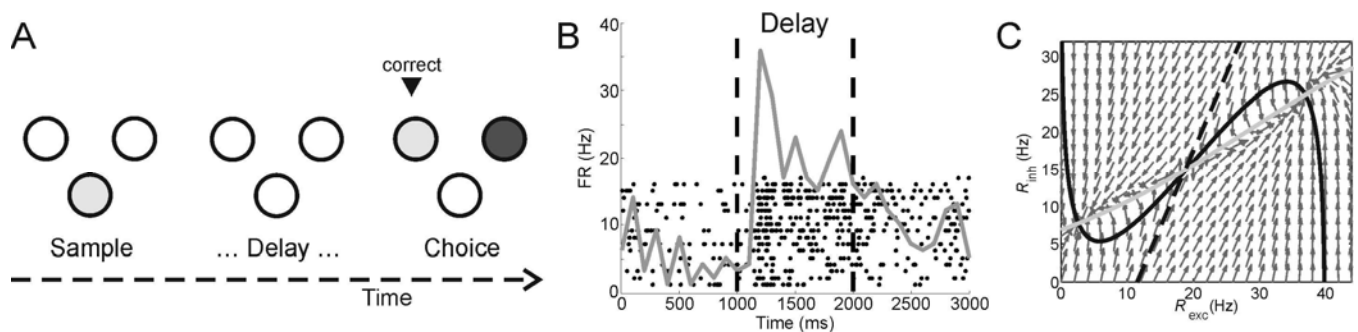 A
correct
Sample
... Delay ...
Choice
Time
B
Delay
FR (Hz)
40
30
20
10
0
0
500
1000
1500
2000
2500
3000
Time (ms)
C
R_inh (Hz)
30
25
20
15
10
5
0
0
10
20
30
40
R_exc (Hz)